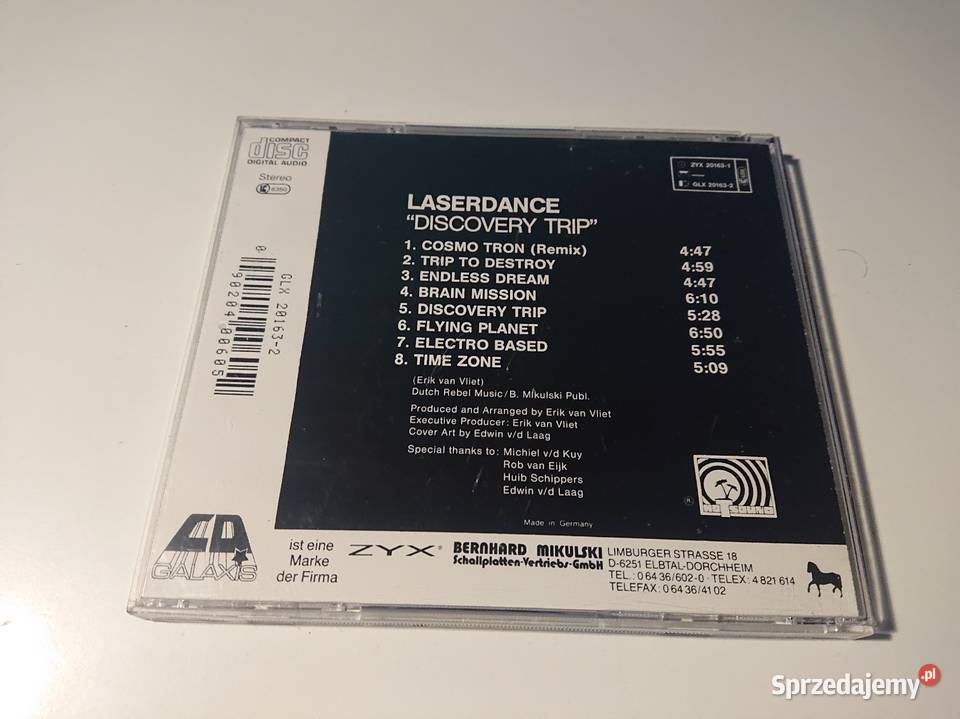 COMPACT
disc
DIGITAL AUDIO
Stereo
LC 8350
ZYX 20163-1
GLX 20163-2
LASERDANCE
“DISCOVERY TRIP”
1. COSMO TRON (Remix) 4:47
2. TRIP TO DESTROY 4:59
3. ENDLESS DREAM 4:47
4. BRAIN MISSION 6:10
5. DISCOVERY TRIP 5:28
6. FLYING PLANET 6:50
7. ELECTRO BASED 5:55
8. TIME ZONE 5:09
(Erik van Vliet)
Dutch Rebel Music/B. Mikulski Publ.
Produced and Arranged by Erik van Vliet
Executive Producer: Erik van Vliet
Cover Art by Edwin v/d Laag
Special thanks to: Michiel v/d Kuy
Rob van Eijk
Huib Schippers
Edwin v/d Laag
Made in Germany
GLX 20163-2
0 90204 00605
CD
GALAXIS
ist eine
Marke
der Firma
ZYX®
BERNHARD MIKULSKI
Schallplatten-Vertriebs-GmbH
LIMBURGER STRASSE 18
D-6251 ELBTAL-DORCHHEIM
TEL.: 0 64 36/602-0 · TELEX: 4 821 614
TELEFAX: 0 64 36/41 02
®
Sprzedajemy.pl